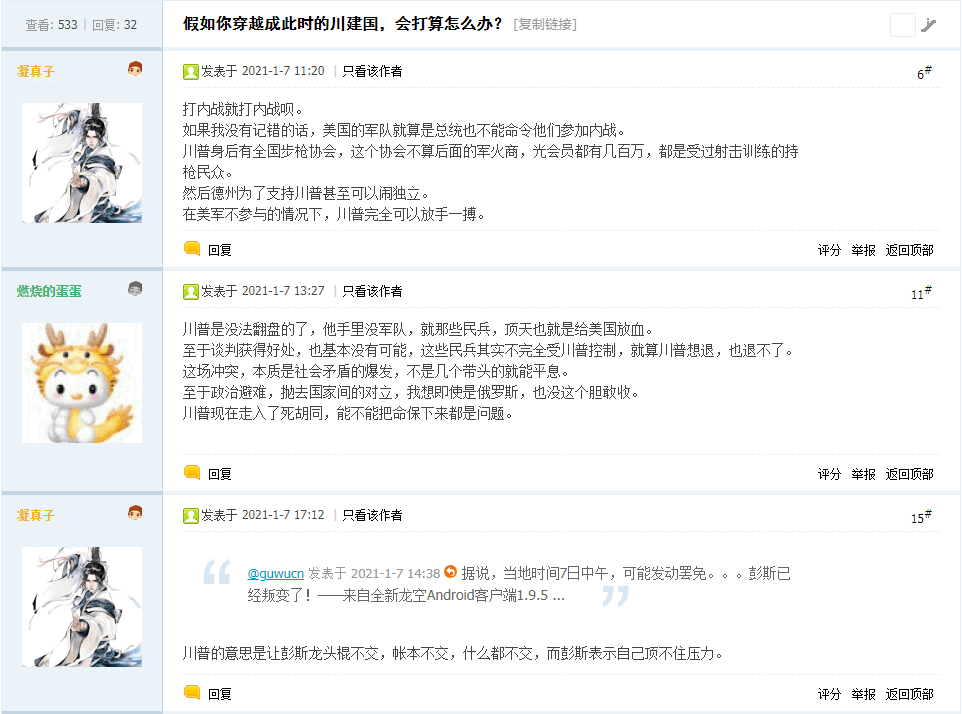 查看: 533 | 回复: 32
假如你穿越成此时的川建国，会打算怎么办？ [复制链接]
凝真子
发表于 2021-1-7 11:20 | 只看该作者
6#
打内战就打内战呗。
如果我没有记错的话，美国的军队就算是总统也不能命令他们参加内战。
川普身后有全国步枪协会，这个协会不算后面的军火商，光会员都有几百万，都是受过射击训练的持
枪民众。
然后德州为了支持川普甚至可以闹独立。
在美军不参与的情况下，川普完全可以放手一搏。
回复
评分 举报 返回顶部
燃烧的蛋蛋
发表于 2021-1-7 13:27 | 只看该作者
11#
川普是没法翻盘的了，他手里没军队，就那些民兵，顶天也就是给美国放血。
至于谈判获得好处，也基本没有可能，这些民兵其实不完全受川普控制，就算川普想退，也退不了。
这场冲突，本质是社会矛盾的爆发，不是几个带头的就能平息。
至于政治避难，抛去国家间的对立，我想即使是俄罗斯，也没这个胆敢收。
川普现在走入了死胡同，能不能把命保下来都是问题。
回复
评分 举报 返回顶部
凝真子
发表于 2021-1-7 17:12 | 只看该作者
15#
@guwucn 发表于 2021-1-7 14:38 据说，当地时间7日中午，可能发动罢免。。。彭斯已
经叛变了！——来自全新龙空Android客户端1.9.5 ...
川普的意思是让彭斯龙头棍不交，帐本不交，什么都不交，而彭斯表示自己顶不住压力。
回复
评分 举报 返回顶部